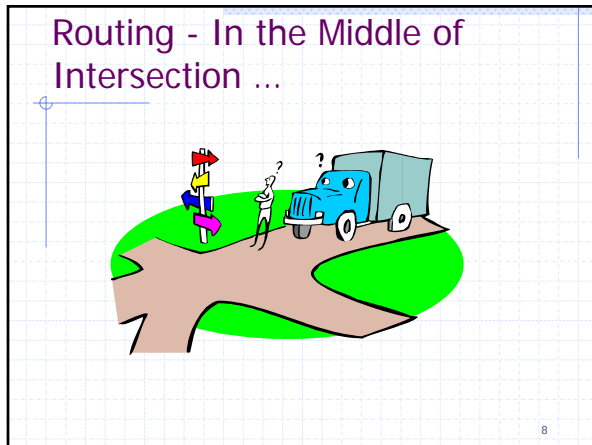 Routing - In the Middle of
Intersection ...
?
?
8